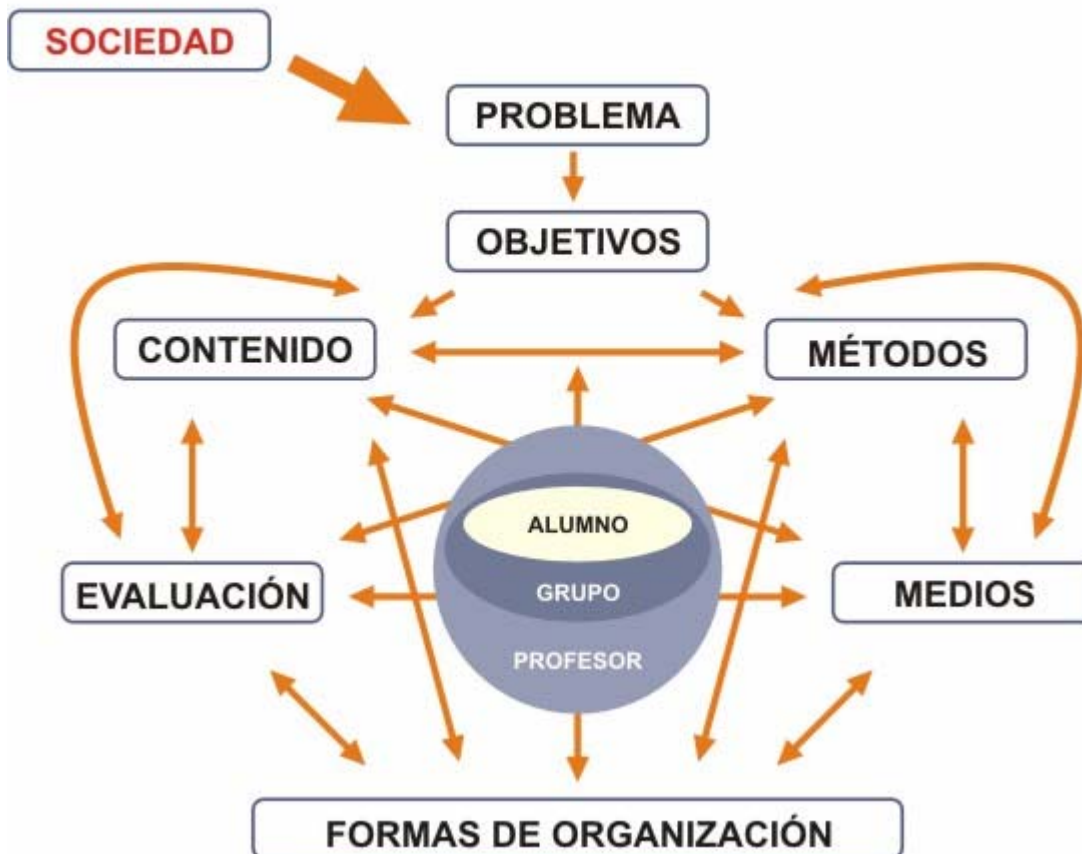 SOCIEDAD
PROBLEMA
OBJETIVOS
CONTENIDO
MÉTODOS
ALUMNO
GRUPO
PROFESOR
EVALUACIÓN
MEDIOS
FORMAS DE ORGANIZACIÓN